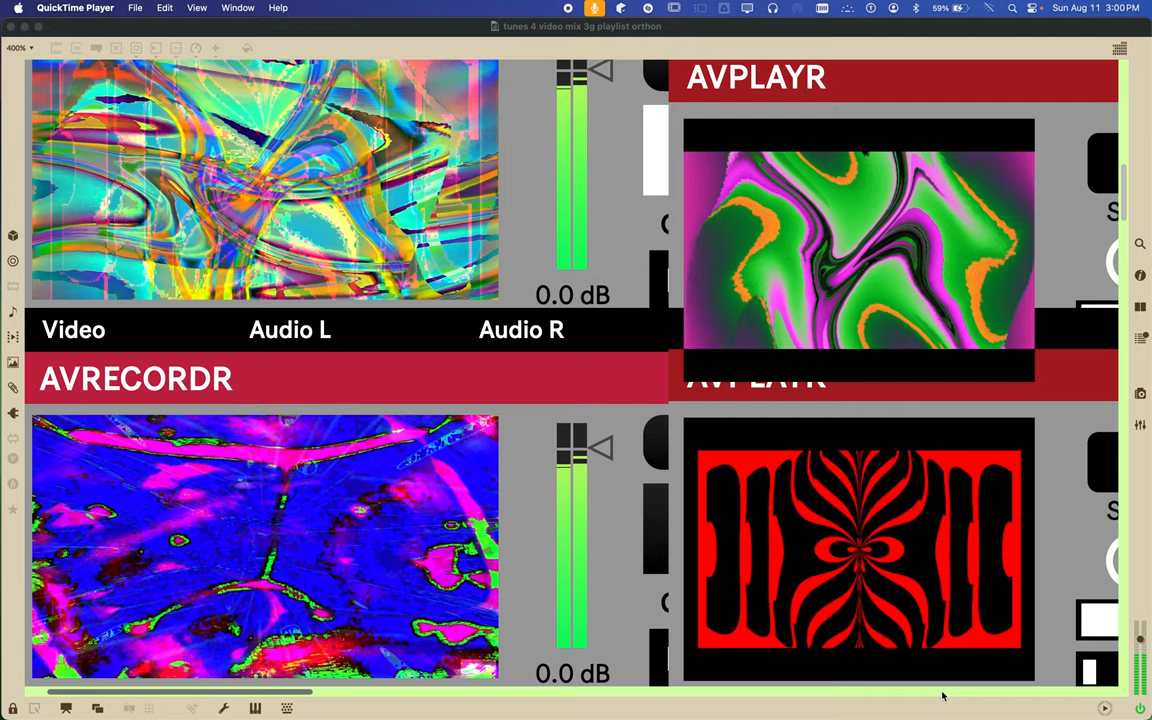 QuickTime Player File Edit View Window Help 59% Sun Aug 11 3:00 PM
tunes 4 video mix 3g playlist orthon
400%
AVPLAYR
0.0 dB
Video Audio L Audio R
AVRECORDR
AVPLAYR
0.0 dB